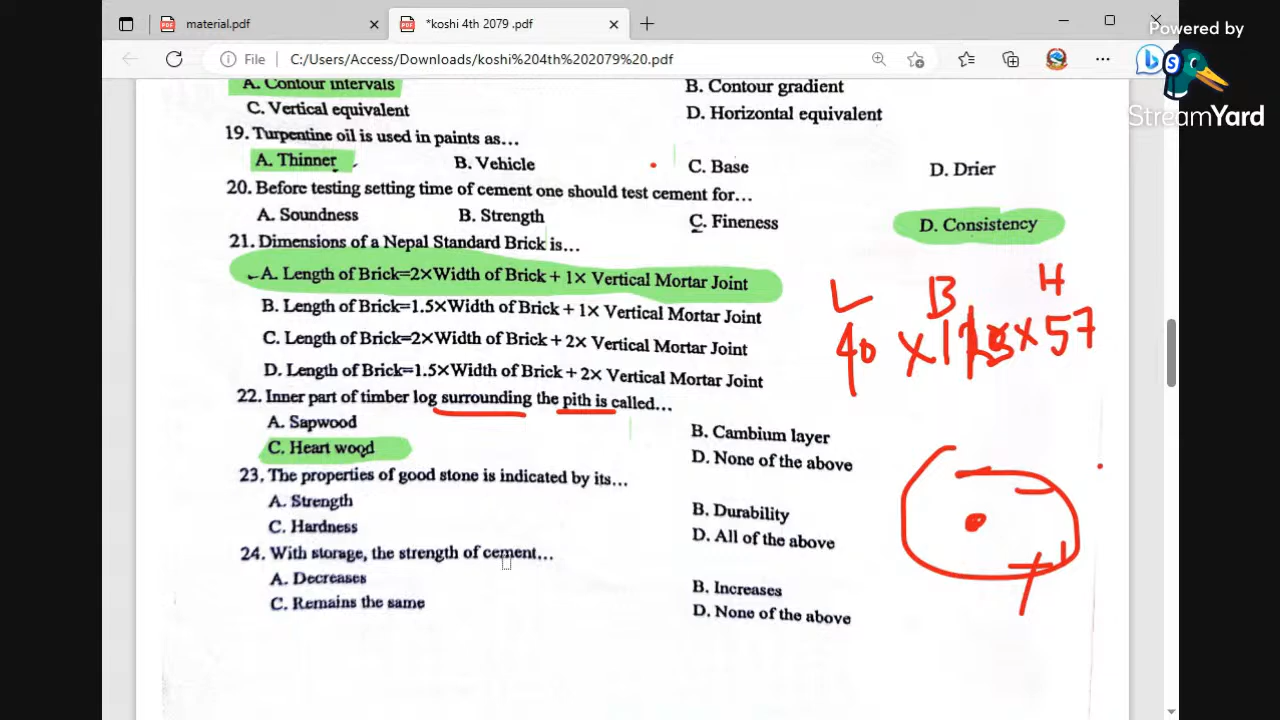 material.pdf
*koshi 4th 2079 .pdf
Powered by
StreamYard
File C:/Users/Access/Downloads/koshi%204th%202079%20.pdf
A. Contour intervals B. Contour gradient
C. Vertical equivalent D. Horizontal equivalent
19. Turpentine oil is used in paints as...
A. Thinner B. Vehicle C. Base D. Drier
20. Before testing setting time of cement one should test cement for...
A. Soundness B. Strength C. Fineness D. Consistency
21. Dimensions of a Nepal Standard Brick is...
A. Length of Brick=2×Width of Brick + 1× Vertical Mortar Joint
B. Length of Brick=1.5×Width of Brick + 1× Vertical Mortar Joint
C. Length of Brick=2×Width of Brick + 2× Vertical Mortar Joint
D. Length of Brick=1.5×Width of Brick + 2× Vertical Mortar Joint
L B H
40 × × 57
22. Inner part of timber log surrounding the pith is called...
A. Sapwood B. Cambium layer
C. Heart wood D. None of the above
23. The properties of good stone is indicated by its...
A. Strength B. Durability
C. Hardness D. All of the above
24. With storage, the strength of cement...
A. Decreases B. Increases
C. Remains the same D. None of the above